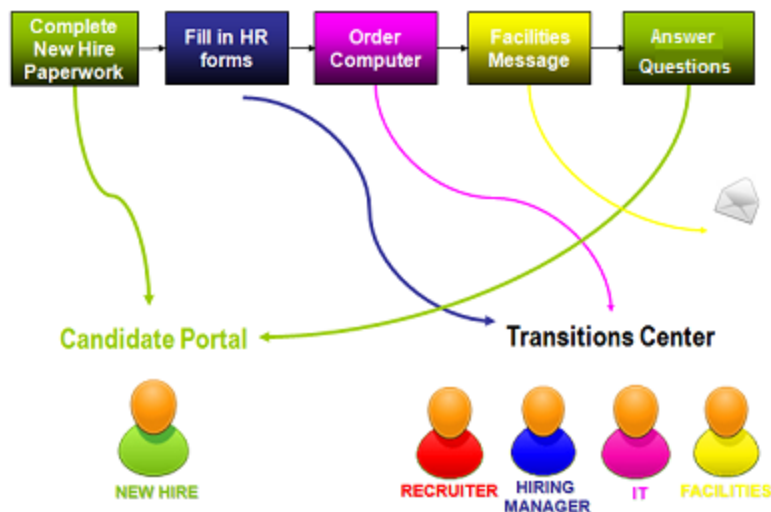 Complete
New Hire
Paperwork
Fill in HR
forms
Order
Computer
Facilities
Message
Answer
Questions
Candidate Portal
Transitions Center
NEW HIRE
RECRUITER
HIRING
MANAGER
IT
FACILITIES